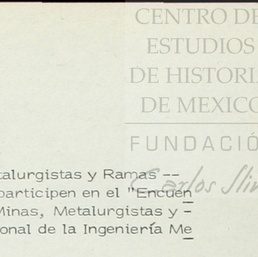 CENTRO DE
ESTUDIOS
DE HISTORI
DE MEXICO
FUNDACIÓ
Carlos Slim
talurgistas y Ramas --
participen en el "Encuen
Minas, Metalurgistas y -
onal de la Ingeniería Me